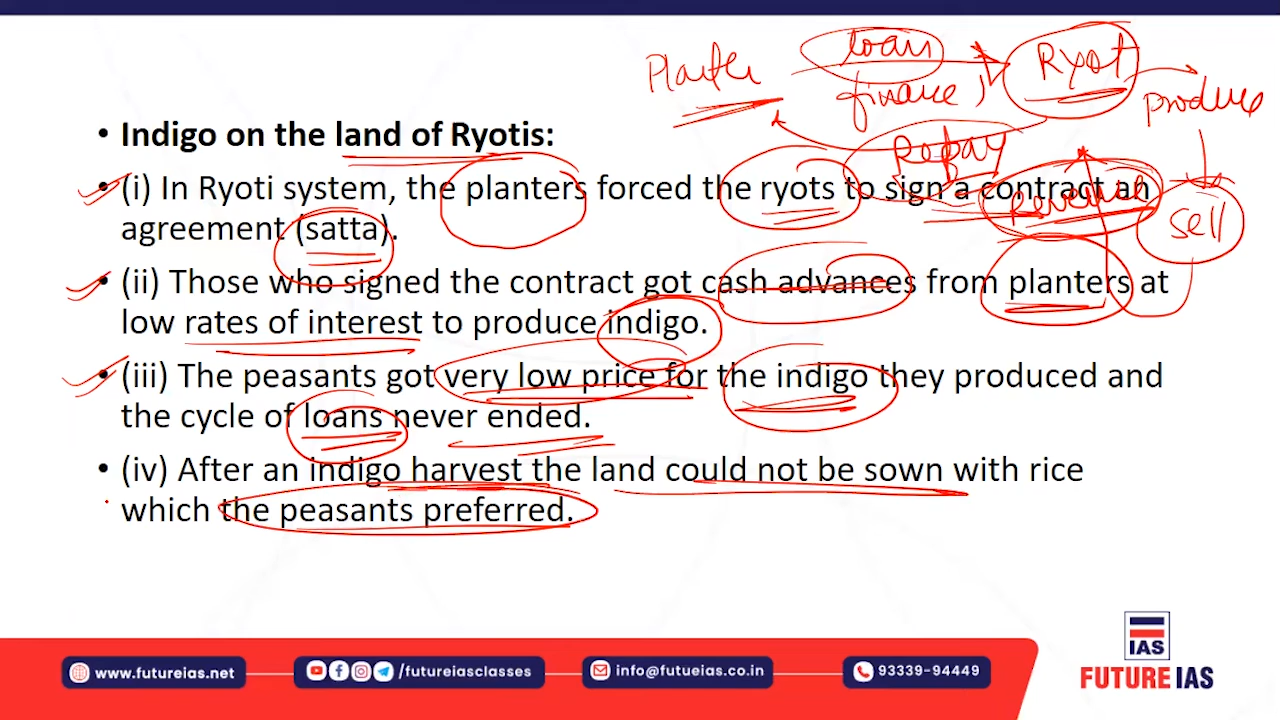 Planter loan Ryot
finance produce
Repay
Revenue
sell
• Indigo on the land of Ryotis:
• (i) In Ryoti system, the planters forced the ryots to sign a contract an
agreement (satta).
• (ii) Those who signed the contract got cash advances from planters at
low rates of interest to produce indigo.
• (iii) The peasants got very low price for the indigo they produced and
the cycle of loans never ended.
• (iv) After an indigo harvest the land could not be sown with rice
which the peasants preferred.
IAS
FUTURE IAS
www.futureias.net
/futureiasclasses
info@futueias.co.in
93339-94449